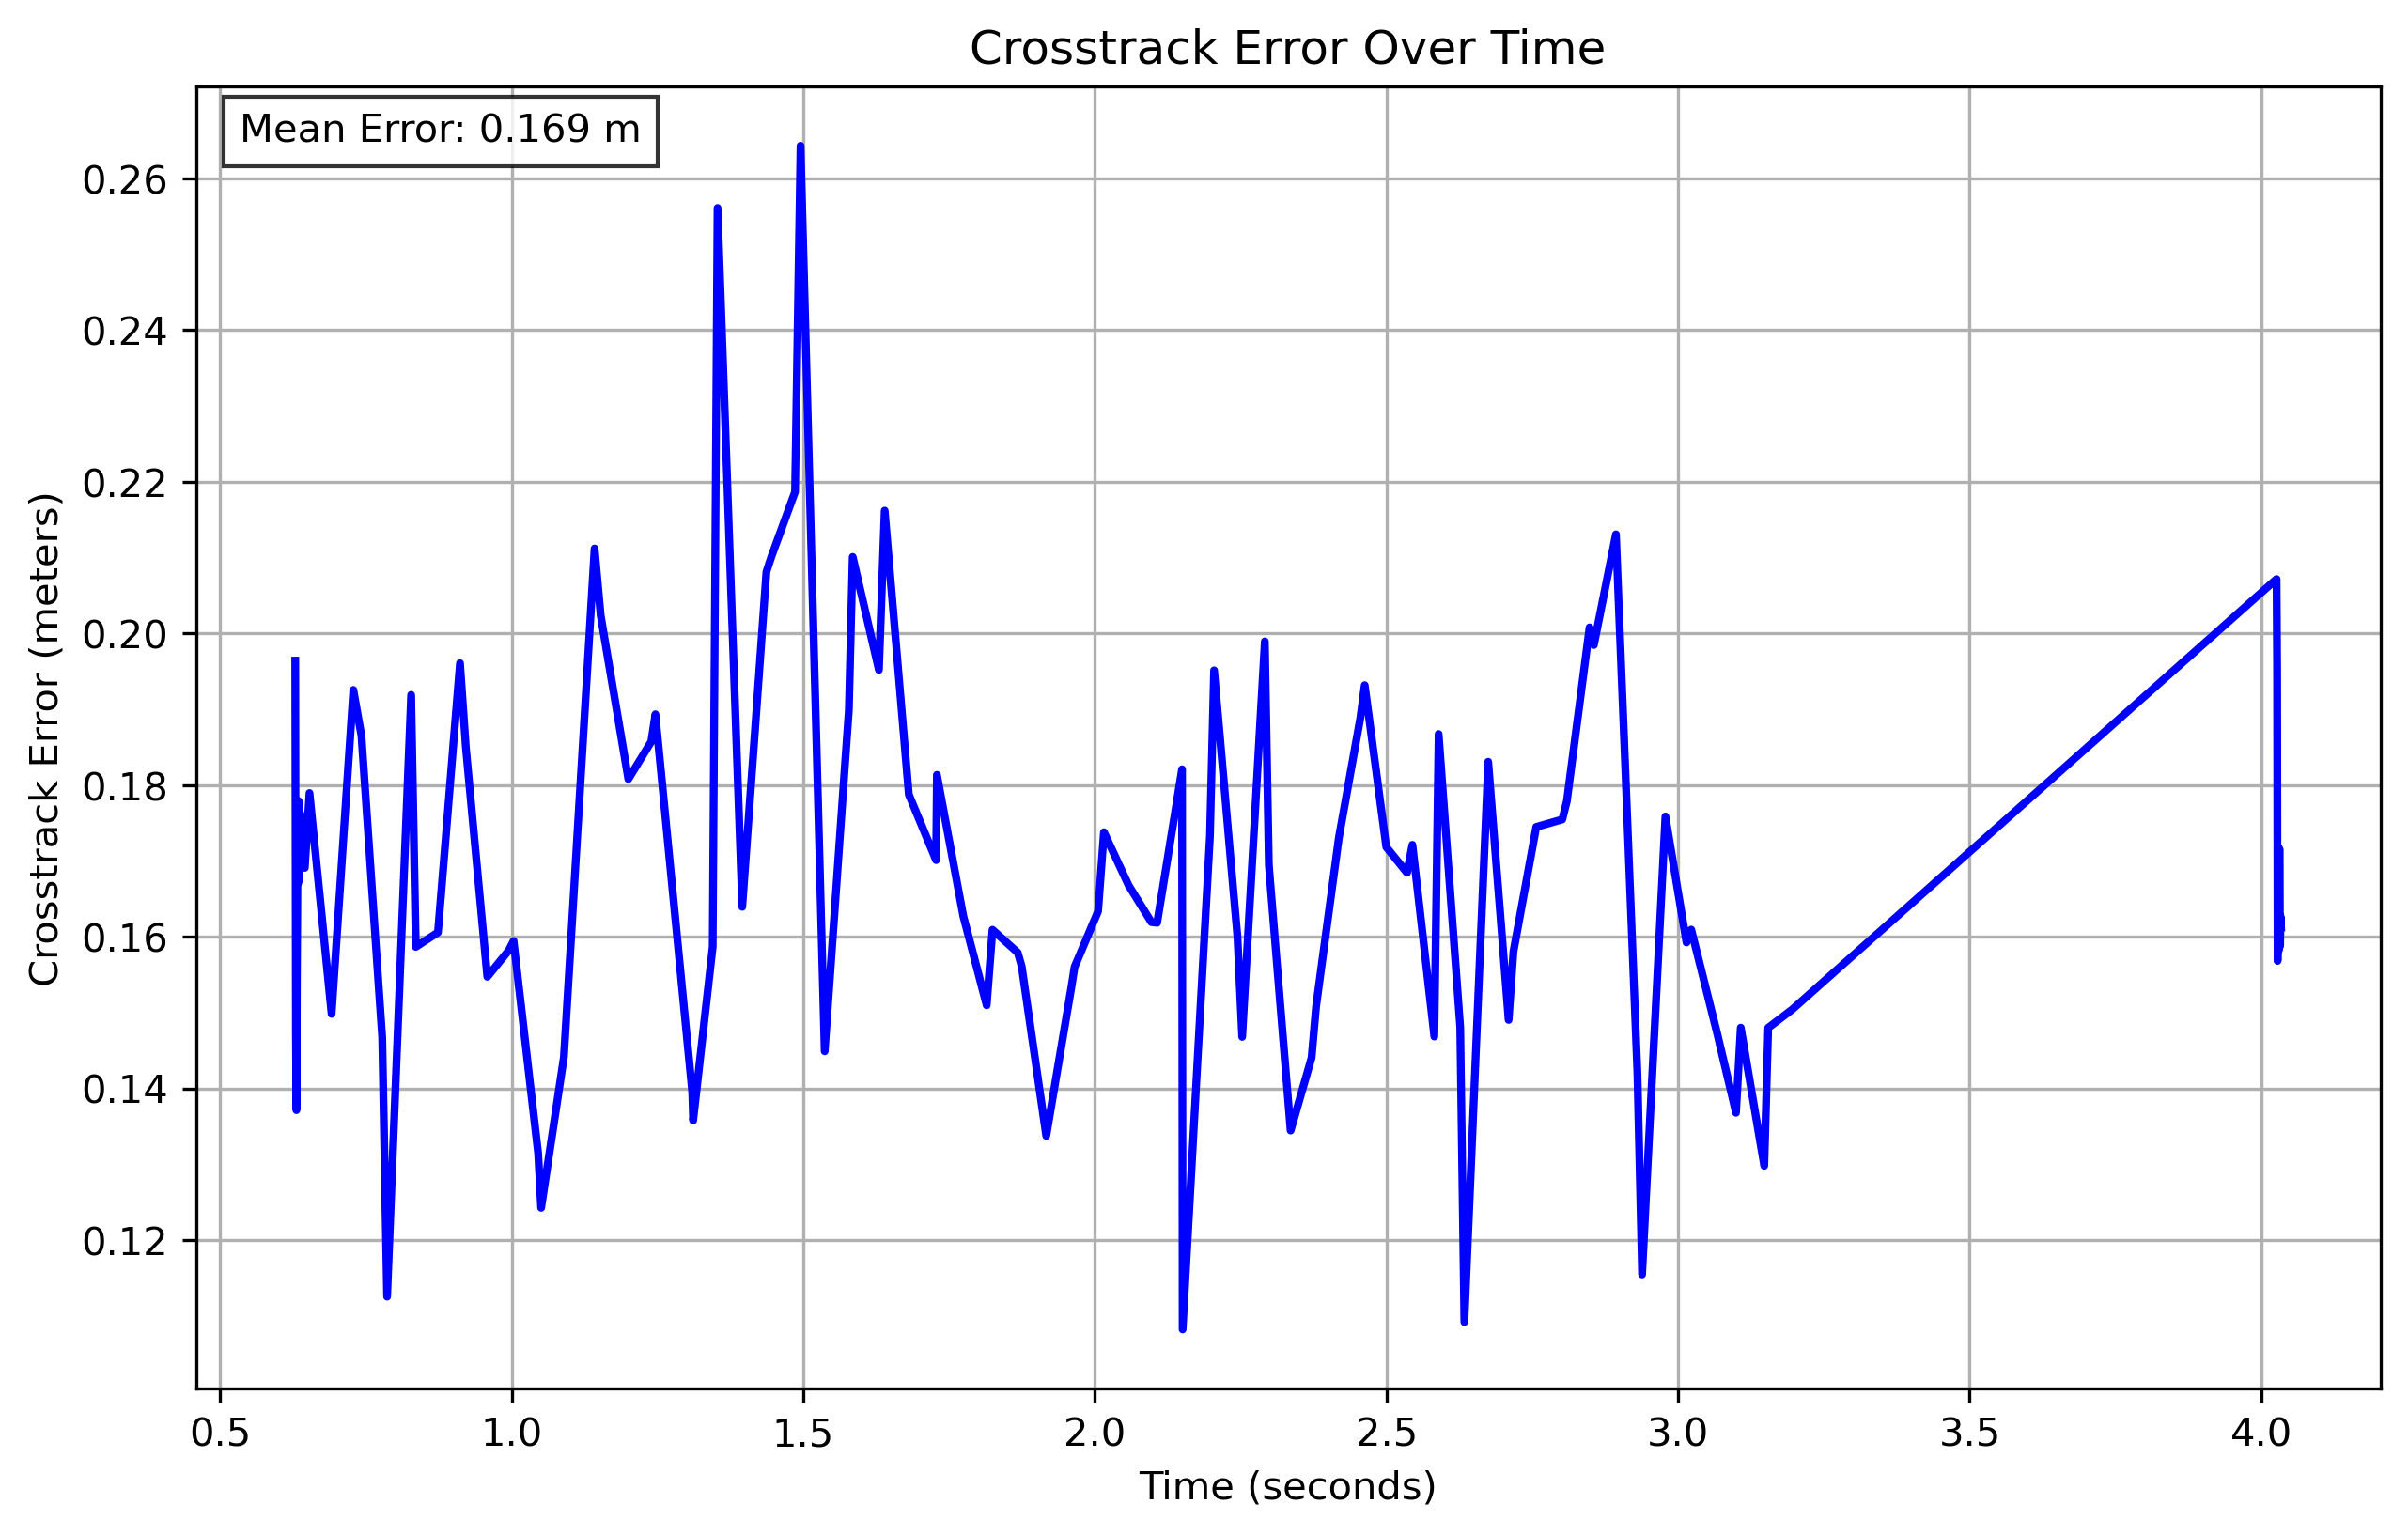 Crosstrack Error Over Time
Mean Error: 0.169 m
Crosstrack Error (meters)
0.26
0.24
0.22
0.20
0.18
0.16
0.14
0.12
0.5 1.0 1.5 2.0 2.5 3.0 3.5 4.0
Time (seconds)